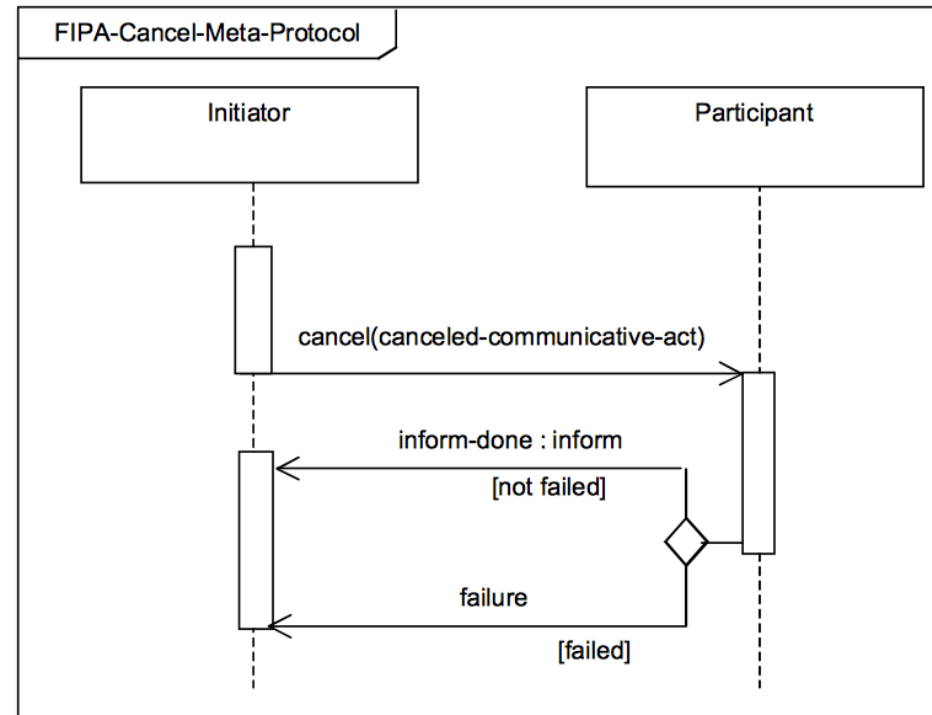 FIPA-Cancel-Meta-Protocol
Initiator
Participant
cancel(canceled-communicative-act)
inform-done : inform
[not failed]
failure
[failed]